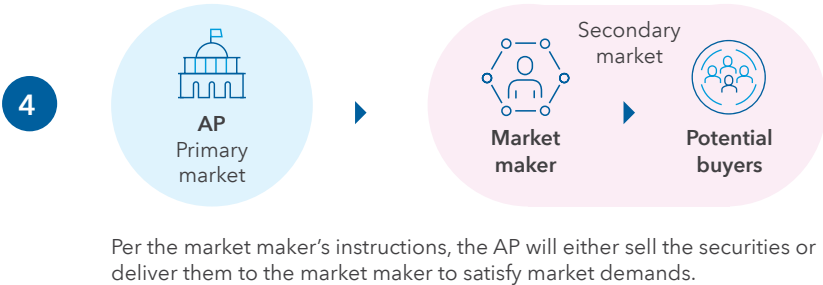 4
AP
Primary
market
Secondary
market
Market
maker
Potential
buyers
Per the market maker’s instructions, the AP will either sell the securities or
deliver them to the market maker to satisfy market demands.